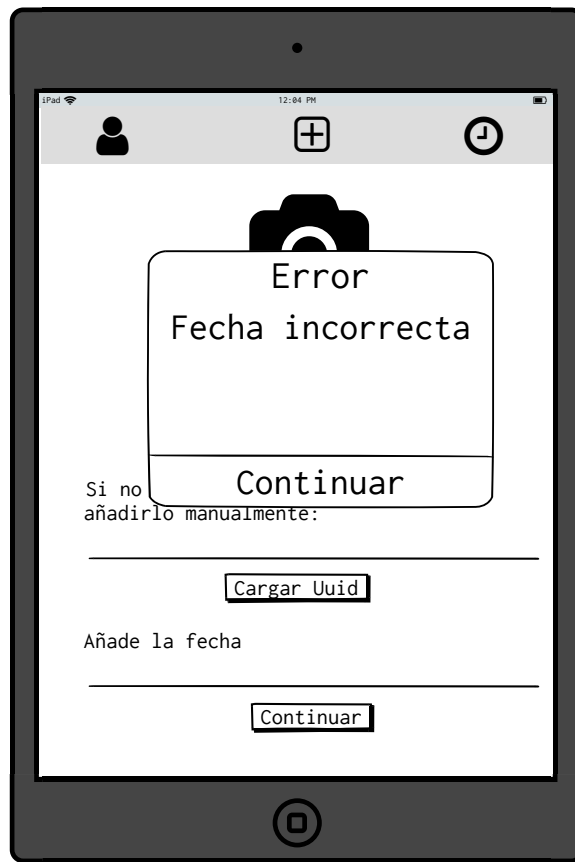 iPad 12:04 PM
Error
Fecha incorrecta
Continuar
Si no
añadirlo manualmente:
Cargar Uuid
Añade la fecha
Continuar